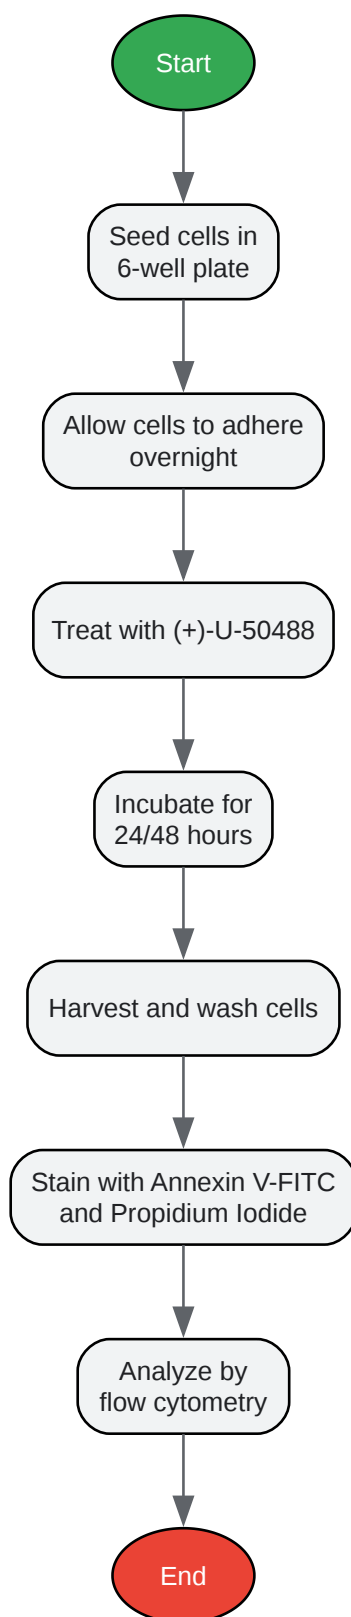 Start
Seed cells in
6-well plate
Allow cells to adhere
overnight
Treat with (+)-U-50488
Incubate for
24/48 hours
Harvest and wash cells
Stain with Annexin V-FITC
and Propidium Iodide
Analyze by
flow cytometry
End